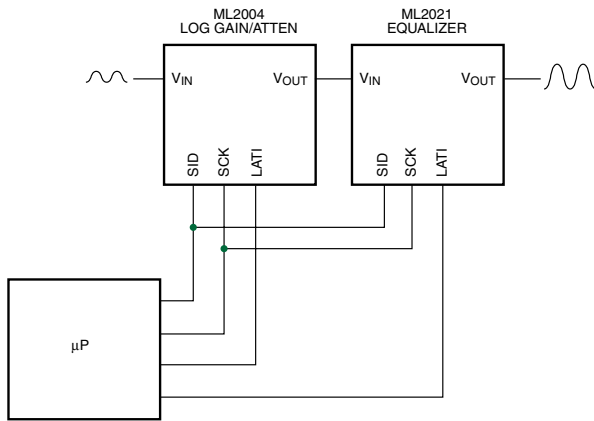 ML2004
LOG GAIN/ATTEN
ML2021
EQUALIZER
VIN
VOUT
VIN
VOUT
SID
SCK
LATI
SID
SCK
LATI
μP